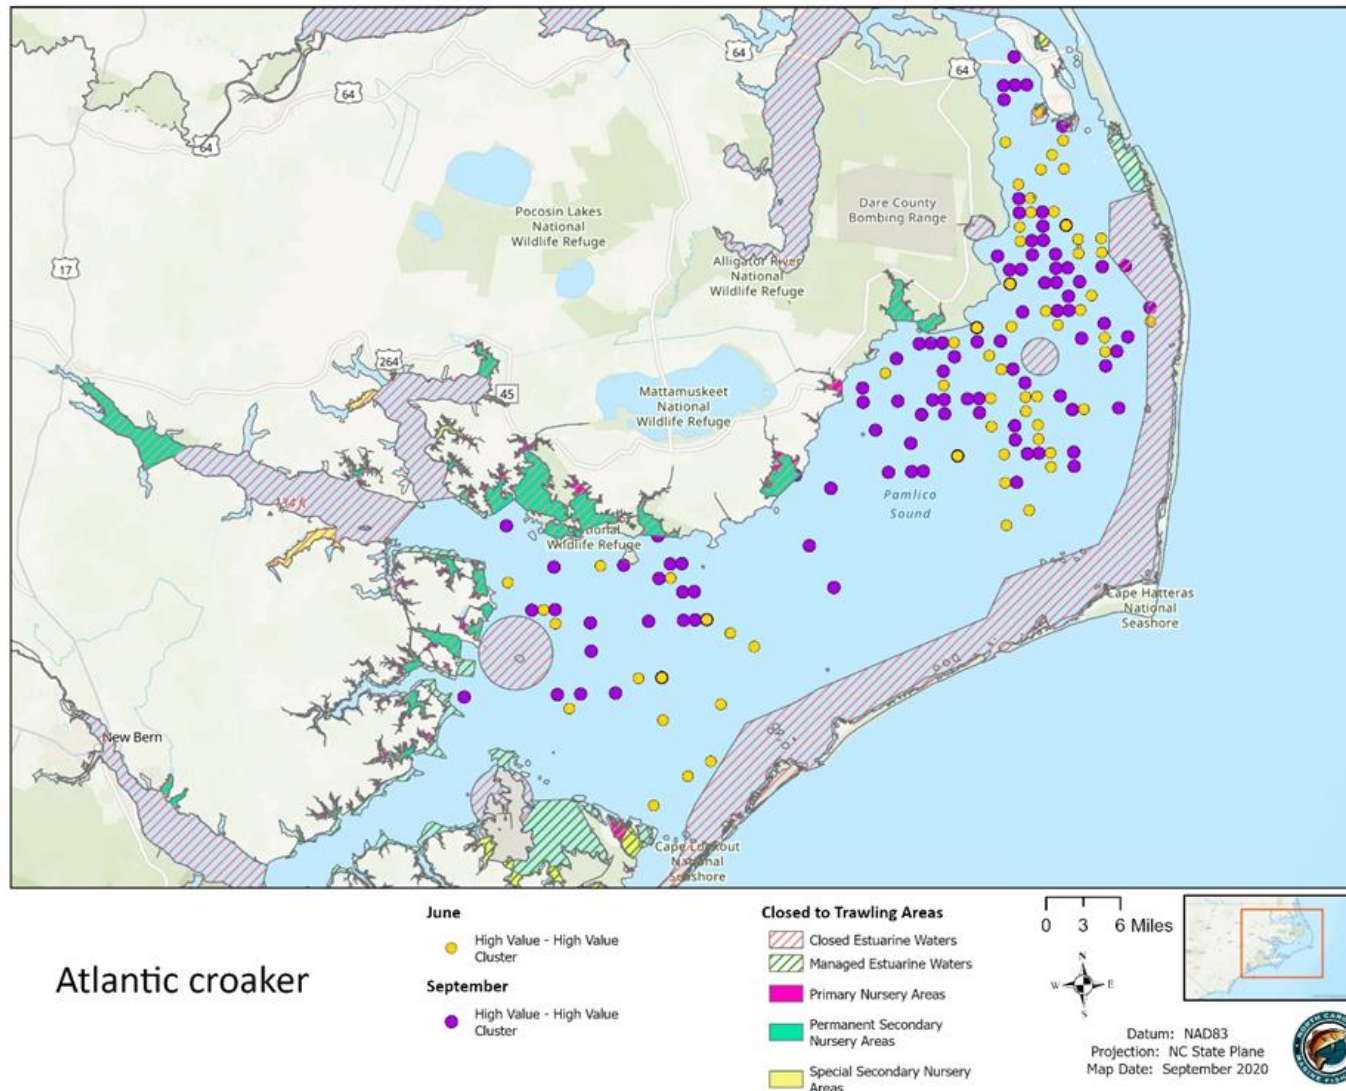 64
64
64
64
Pocosin Lakes
National
Wildlife Refuge
Dare County
Bombing Range
17
Alligator River
National
Wildlife Refuge
264
45
Mattamuskeet
National
Wildlife Refuge
Pamlico
Sound
National
Wildlife Refuge
Cape Hatteras
National
Seashore
New Bern
Cape Lookout
National
Seashore
Atlantic croaker
June
High Value - High Value
Cluster
September
High Value - High Value
Cluster
Closed to Trawling Areas
Closed Estuarine Waters
Managed Estuarine Waters
Primary Nursery Areas
Permanent Secondary
Nursery Areas
Special Secondary Nursery
Areas
0 3 6 Miles
N
W E
S
Datum: NAD83
Projection: NC State Plane
Map Date: September 2020